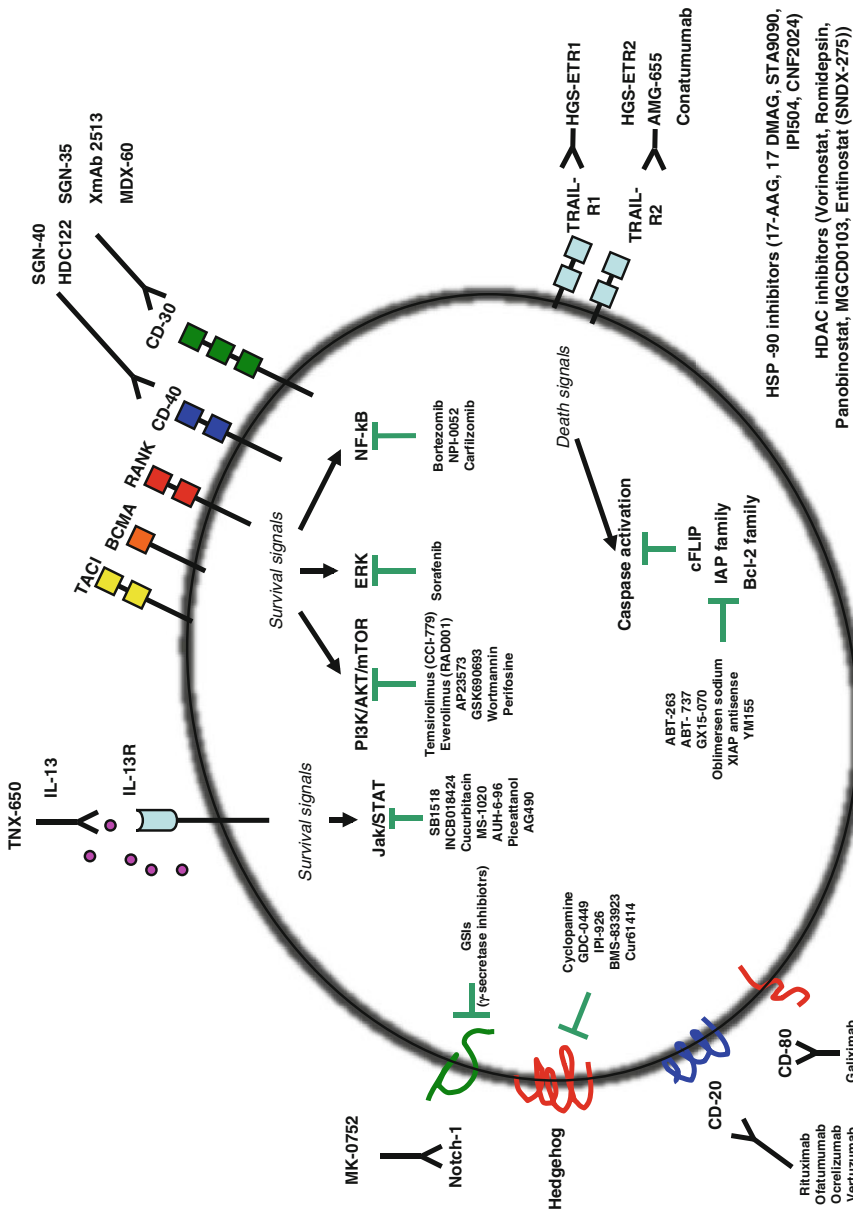 TNX-650
IL-13
IL-13R
TACI
BCMA
RANK
CD-40
CD-30
SGN-40
HDC122
SGN-35
XmAb 2513
MDX-60
Survival signals
Survival signals
Jak/STAT
SB1518
INCB018424
Cucurbitacin
MS-1020
AUH-6-96
Piceattanol
AG490
PI3K/AKT/mTOR
Temsirolimus (CCI-779)
Everolimus (RAD001)
AP23573
GSK690693
Wortmannin
Perifosine
ERK
Sorafenib
NF-kB
Bortezomib
NPI-0052
Carfilzomib
MK-0752
Notch-1
GSIs
(γ-secretase inhibiotrs)
Hedgehog
Cyclopamine
GDC-0449
IPI-926
BMS-833923
Cur61414
CD-20
Rituximab
Ofatumumab
Ocrelizumab
CD-80
Galiximab
Death signals
Caspase activation
cFLIP
IAP family
Bcl-2 family
ABT-263
ABT- 737
GX15-070
Oblimersen sodium
XIAP antisense
YM155
TRAIL-
R1
HGS-ETR1
TRAIL-
R2
HGS-ETR2
AMG-655
Conatumumab
HSP -90 inhibitors (17-AAG, 17 DMAG, STA9090,
IPI504, CNF2024)
HDAC inhibitors (Vorinostat, Romidepsin,
Panobinostat, MGCD0103, Entinostat (SNDX-275))